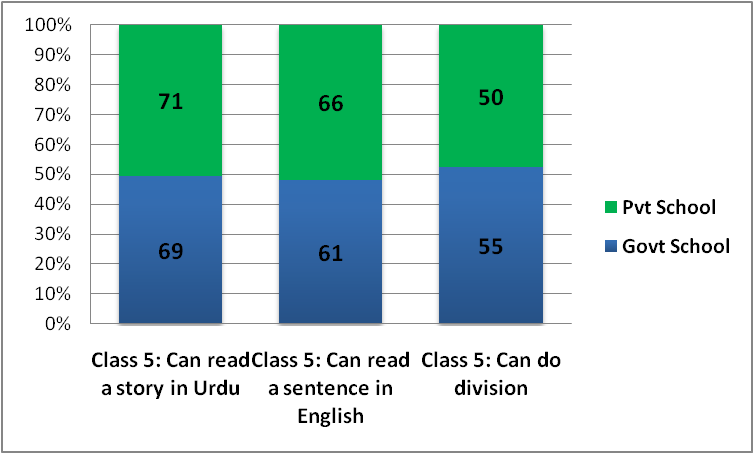 100%
90%
80%
70%
60%
50%
40%
30%
20%
10%
0%
71
66
50
69
61
55
Pvt School
Govt School
Class 5: Can read
a story in Urdu
Class 5: Can read
a sentence in
English
Class 5: Can do
division